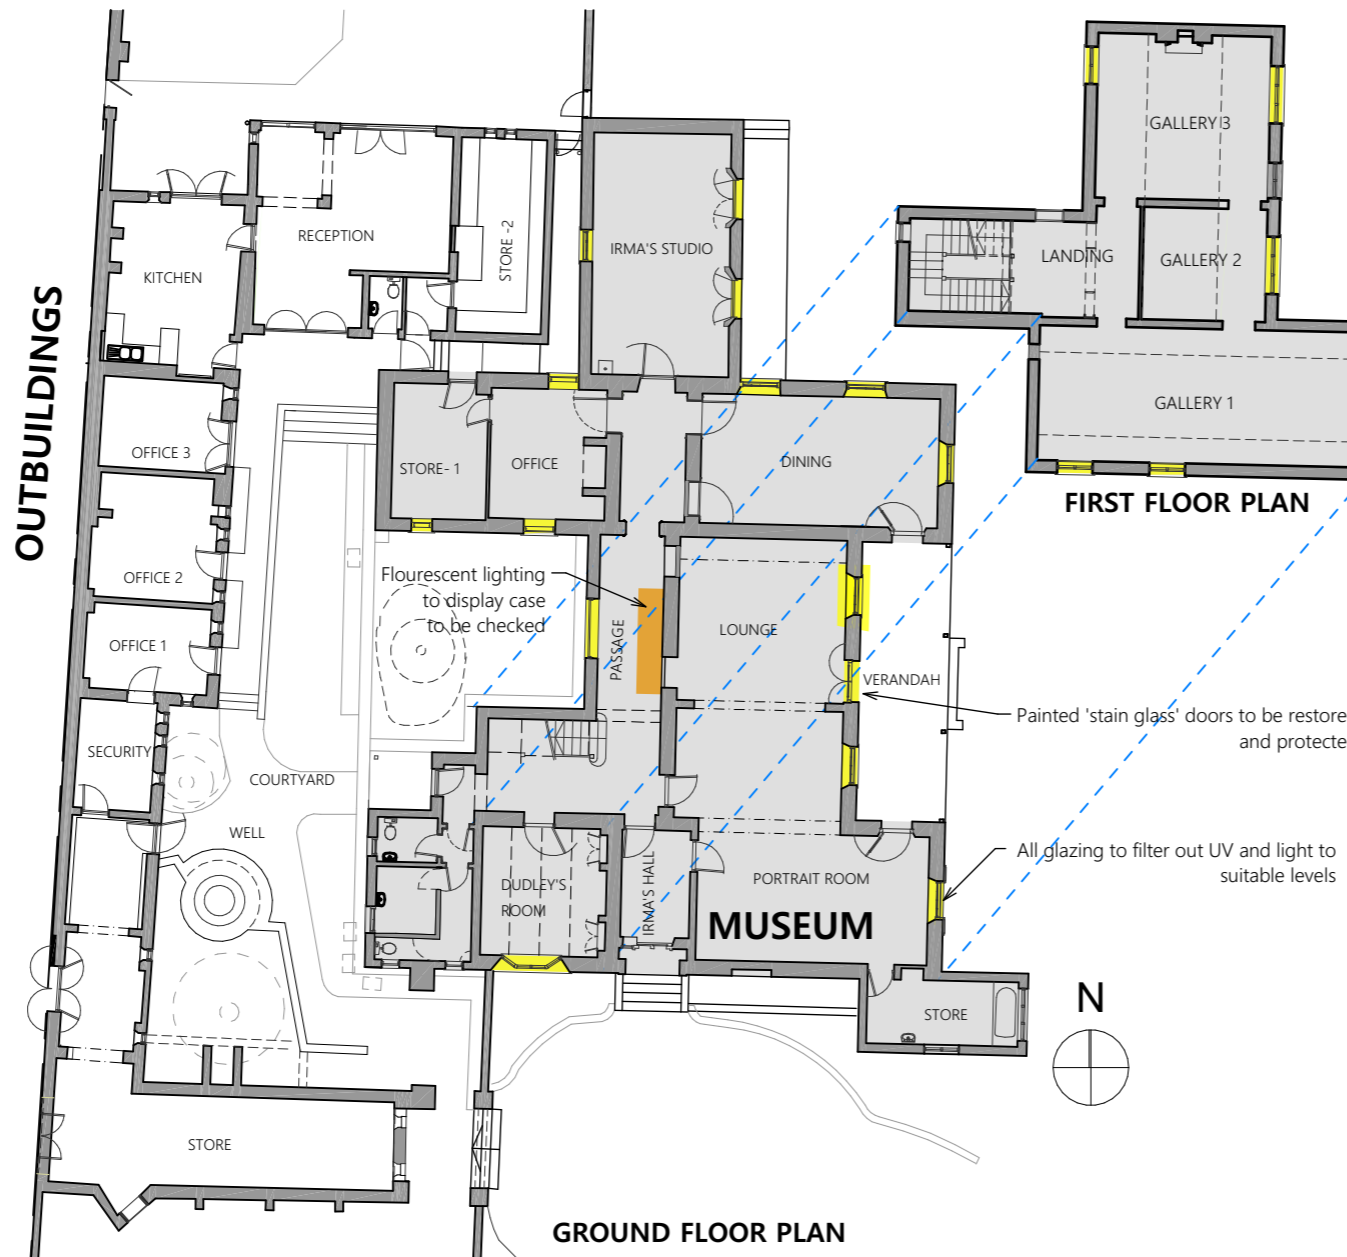 GALLERY 3
RECEPTION
STORE -2
IRMA'S STUDIO
LANDING
GALLERY 2
KITCHEN
OUTBUILDINGS
GALLERY 1
OFFICE 3
STORE- 1
OFFICE
DINING
FIRST FLOOR PLAN
OFFICE 2
Flourescent lighting
to display case
to be checked
OFFICE 1
PASSAGE
LOUNGE
VERANDAH
Painted 'stain glass' doors to be restore
and protecte
SECURITY
COURTYARD
WELL
All glazing to filter out UV and light to
suitable levels
DUDLEY'S
ROOM
IRMA'S HALL
PORTRAIT ROOM
MUSEUM
N
STORE
STORE
GROUND FLOOR PLAN